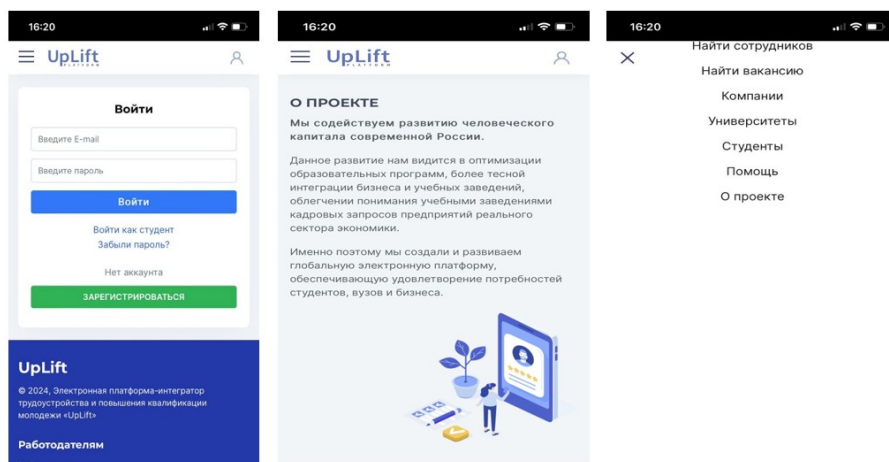 16:20
UpLift
PLATFORM
Войти
Введите E-mail
Введите пароль
Войти
Войти как студент
Забыли пароль?
Нет аккаунта
ЗАРЕГИСТРИРОВАТЬСЯ
UpLift
© 2024, Электронная платформа-интегратор
трудоустройства и повышения квалификации
молодежи «UpLift»
Работодателям
16:20
UpLift
PLATFORM
О ПРОЕКТЕ
Мы содействуем развитию человеческого
капитала современной России.
Данное развитие нам видится в оптимизации
образовательных программ, более тесной
интеграции бизнеса и учебных заведений,
облегчении понимания учебными заведениями
кадровых запросов предприятий реального
сектора экономики.
Именно поэтому мы создали и развиваем
глобальную электронную платформу,
обеспечивающую удовлетворение потребностей
студентов, вузов и бизнеса.
16:20
Найти сотрудников
Найти вакансию
Компании
Университеты
Студенты
Помощь
О проекте